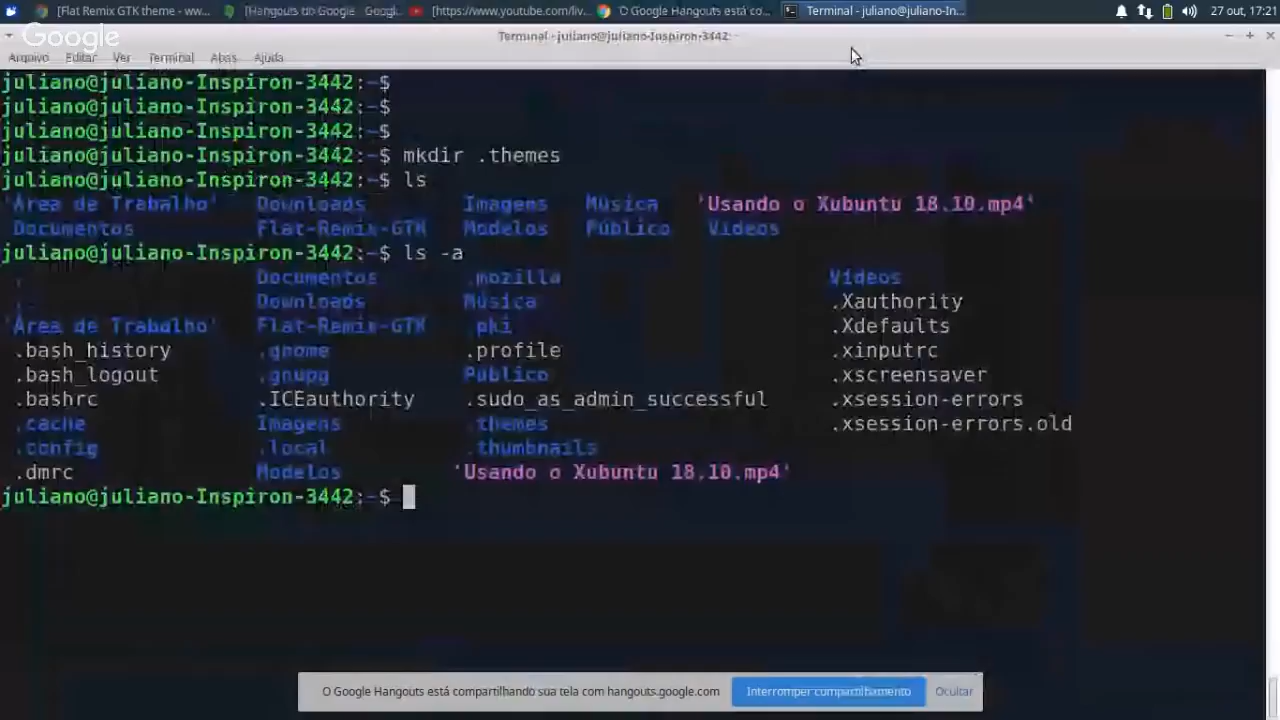 [Flat Remix GTK theme - ww... [Hangouts do Google Googl... [https://www.youtube.com/liv... 'O Google Hangouts está co... Terminal - juliano@juliano-In... 27 out, 17:21
Google
Terminal - juliano@juliano-Inspiron-3442: ~
Arquivo Editar Ver Terminal Abas Ajuda
juliano@juliano-Inspiron-3442:~$
juliano@juliano-Inspiron-3442:~$
juliano@juliano-Inspiron-3442:~$
juliano@juliano-Inspiron-3442:~$ mkdir .themes
juliano@juliano-Inspiron-3442:~$ ls
'Área de Trabalho' Downloads Imagens Música 'Usando o Xubuntu 18.10.mp4'
Documentos Flat-Remix-GTK Modelos Público Vídeos
juliano@juliano-Inspiron-3442:~$ ls -a
. Documentos .mozilla Vídeos
.. Downloads Música .Xauthority
'Área de Trabalho' Flat-Remix-GTK .pki .Xdefaults
.bash_history .gnome .profile .xinputrc
.bash_logout .gnupg Público .xscreensaver
.bashrc .ICEauthority .sudo_as_admin_successful .xsession-errors
.cache Imagens .themes .xsession-errors.old
.config .local .thumbnails
.dmrc Modelos 'Usando o Xubuntu 18.10.mp4'
juliano@juliano-Inspiron-3442:~$
O Google Hangouts está compartilhando sua tela com hangouts.google.com Interromper compartilhamento Ocultar